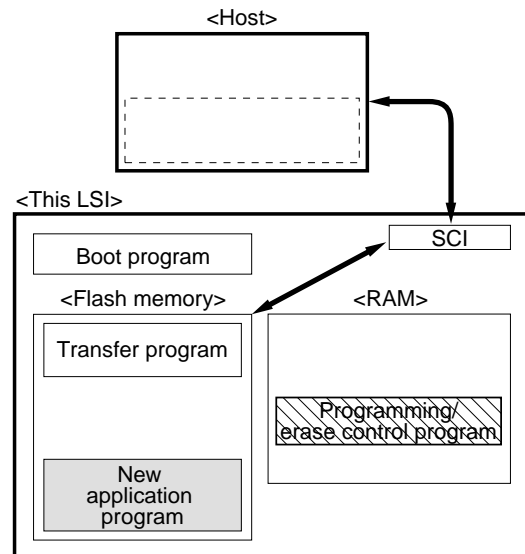 <Host>
<This LSI>
SCI
Boot program
<Flash memory>
<RAM>
Transfer program
Programming/
erase control program
New
application
program